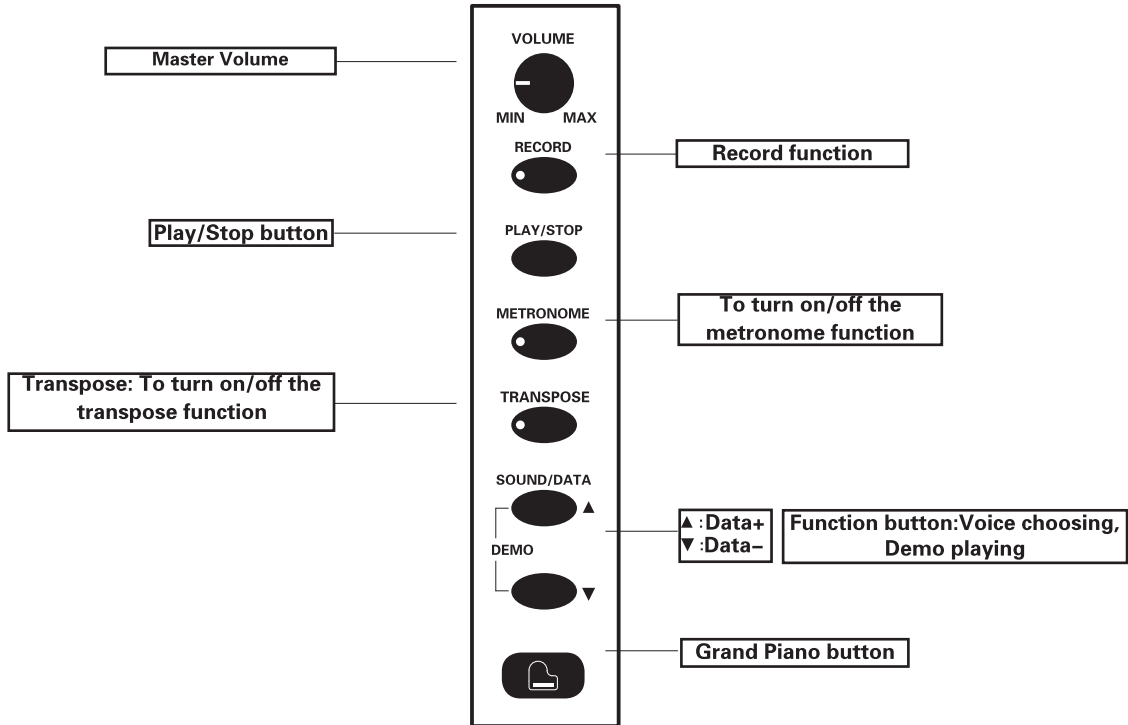 VOLUME
Master Volume
MIN MAX
RECORD
Record function
PLAY/STOP
Play/Stop button
METRONOME
To turn on/off the
metronome function
Transpose: To turn on/off the
transpose function
TRANSPOSE
SOUND/DATA
▲
DEMO
▼
▲ :Data+
▼ :Data–
Function button:Voice choosing,
Demo playing
Grand Piano button